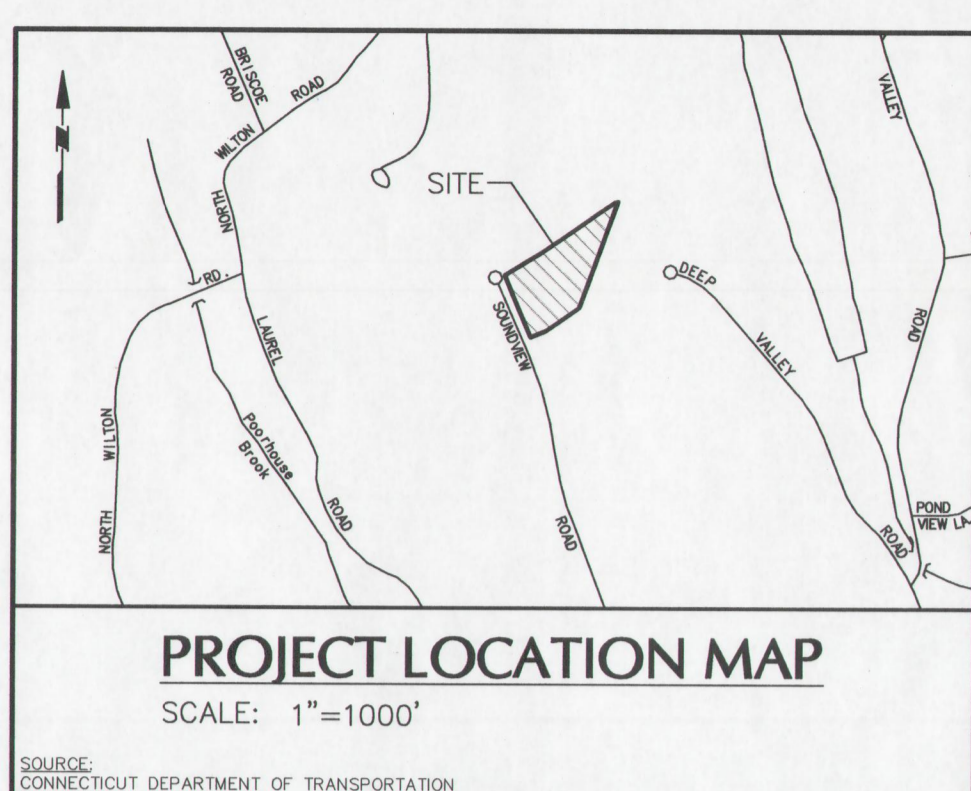 BRISCOE
ROAD
WILTON
ROAD
NORTH
VALLEY
N
SITE
RD.
DEEP
SOUNDVIEW
LAUREL
VALLEY
ROAD
WILTON
Poorhouse
Brook
NORTH
ROAD
ROAD
ROAD
POND
VIEW LA.
PROJECT LOCATION MAP
SCALE: 1"=1000'
SOURCE:
CONNECTICUT DEPARTMENT OF TRANSPORTATION